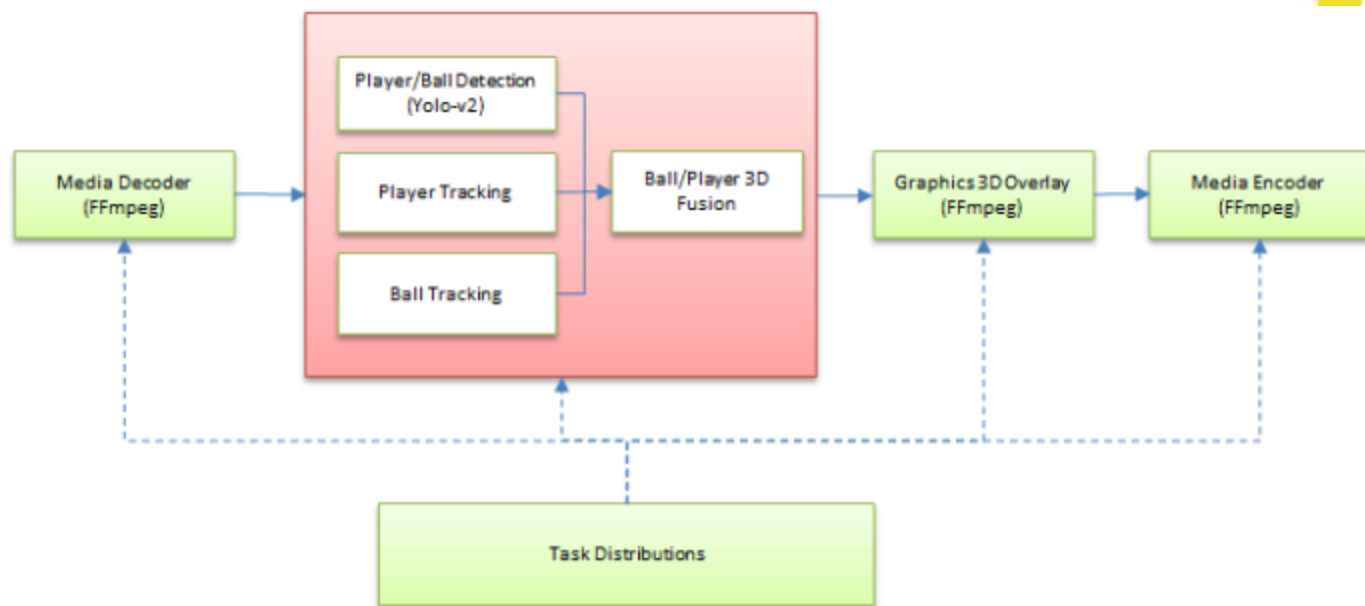 Player/Ball Detection
(Yolo-v2)
Media Decoder
(FFmpeg)
Player Tracking
Ball/Player 3D
Fusion
Graphics 3D Overlay
(FFmpeg)
Media Encoder
(FFmpeg)
Ball Tracking
Task Distributions